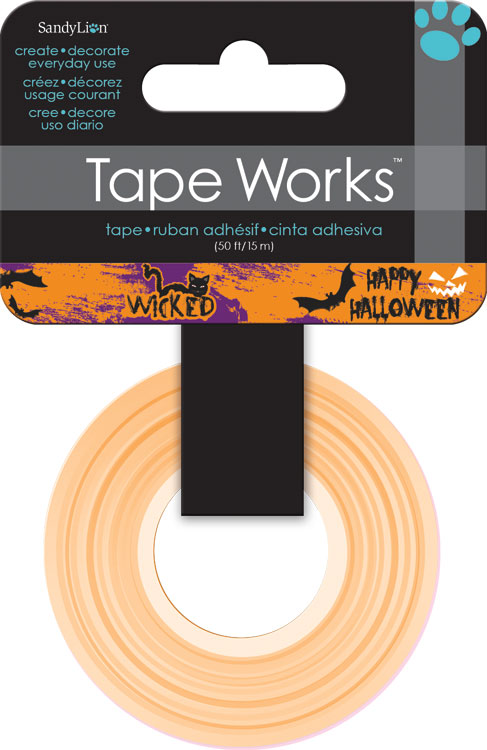 SandyLion
create•decorate
everyday use
créez•décorez
usage courant
cree•decore
uso diario
Tape Works™
tape•ruban adhésif•cinta adhesiva
(50 ft/15 m)
WICKED
HAPPY
HALLOWEEN